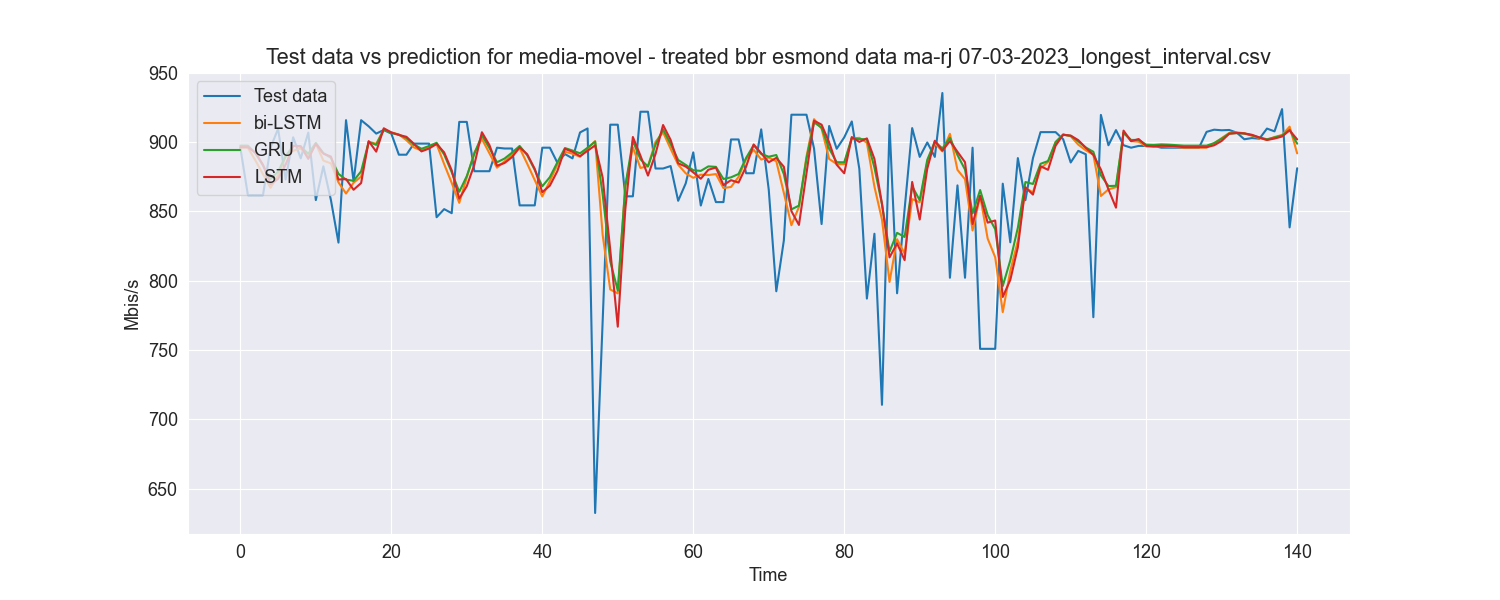 Test data vs prediction for media-movel - treated bbr esmond data ma-rj 07-03-2023_longest_interval.csv
950
900
850
800
750
700
650
Mbis/s
Test data
bi-LSTM
GRU
LSTM
0
20
40
60
80
100
120
140
Time